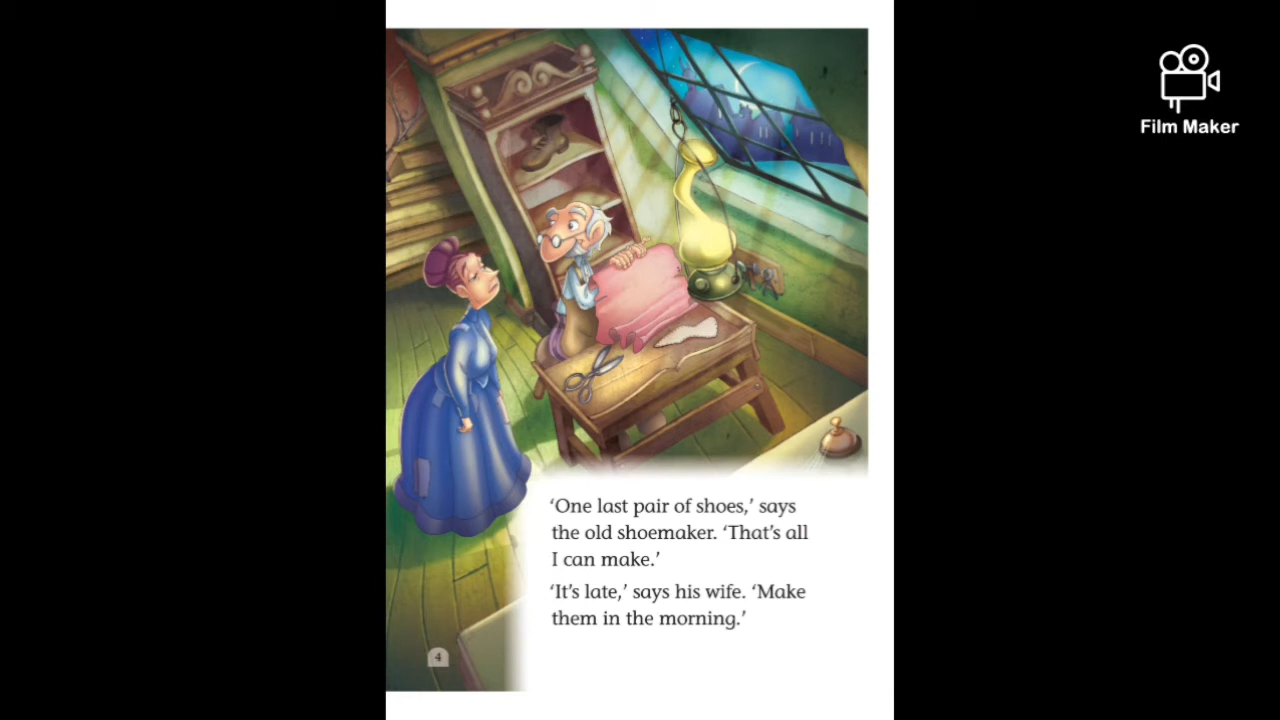 Film Maker
‘One last pair of shoes,’ says
the old shoemaker. ‘That’s all
I can make.’
‘It’s late,’ says his wife. ‘Make
them in the morning.’
4